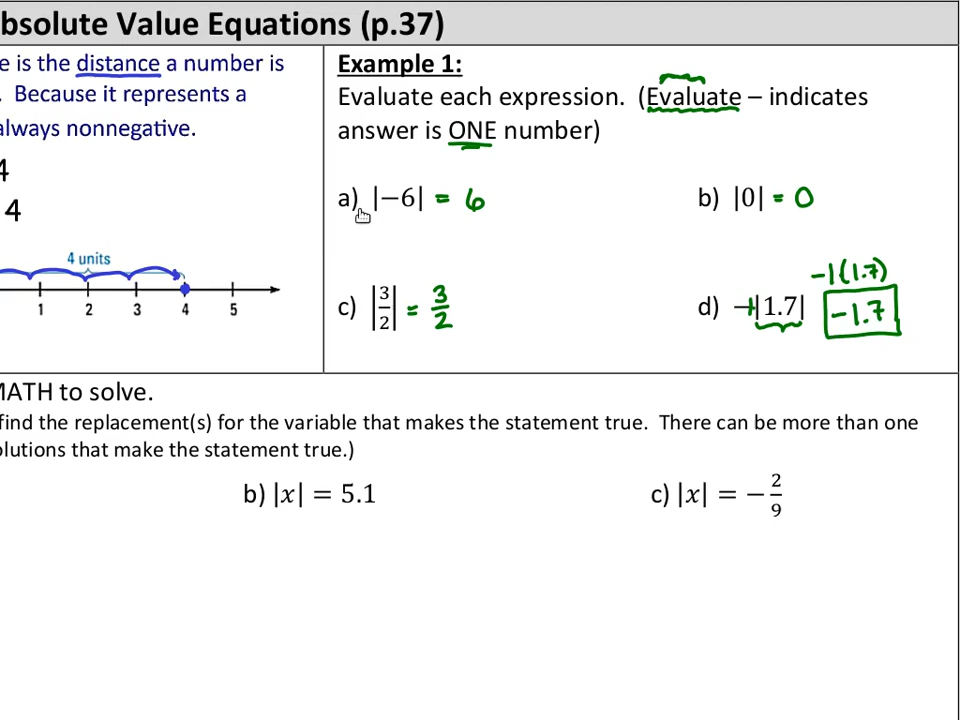 bsolute Value Equations (p.37)
e is the distance a number is
. Because it represents a
always nonnegative.
4
4
4 units
1 2 3 4 5
Example 1:
Evaluate each expression. (Evaluate – indicates
answer is ONE number)
a) |−6| = 6
b) |0| = 0
c) |3/2| = 3/2
−1(1.7)
d) −1|1.7| −1.7
MATH to solve.
find the replacement(s) for the variable that makes the statement true. There can be more than one
olutions that make the statement true.)
b) |x| = 5.1
c) |x| = −2/9